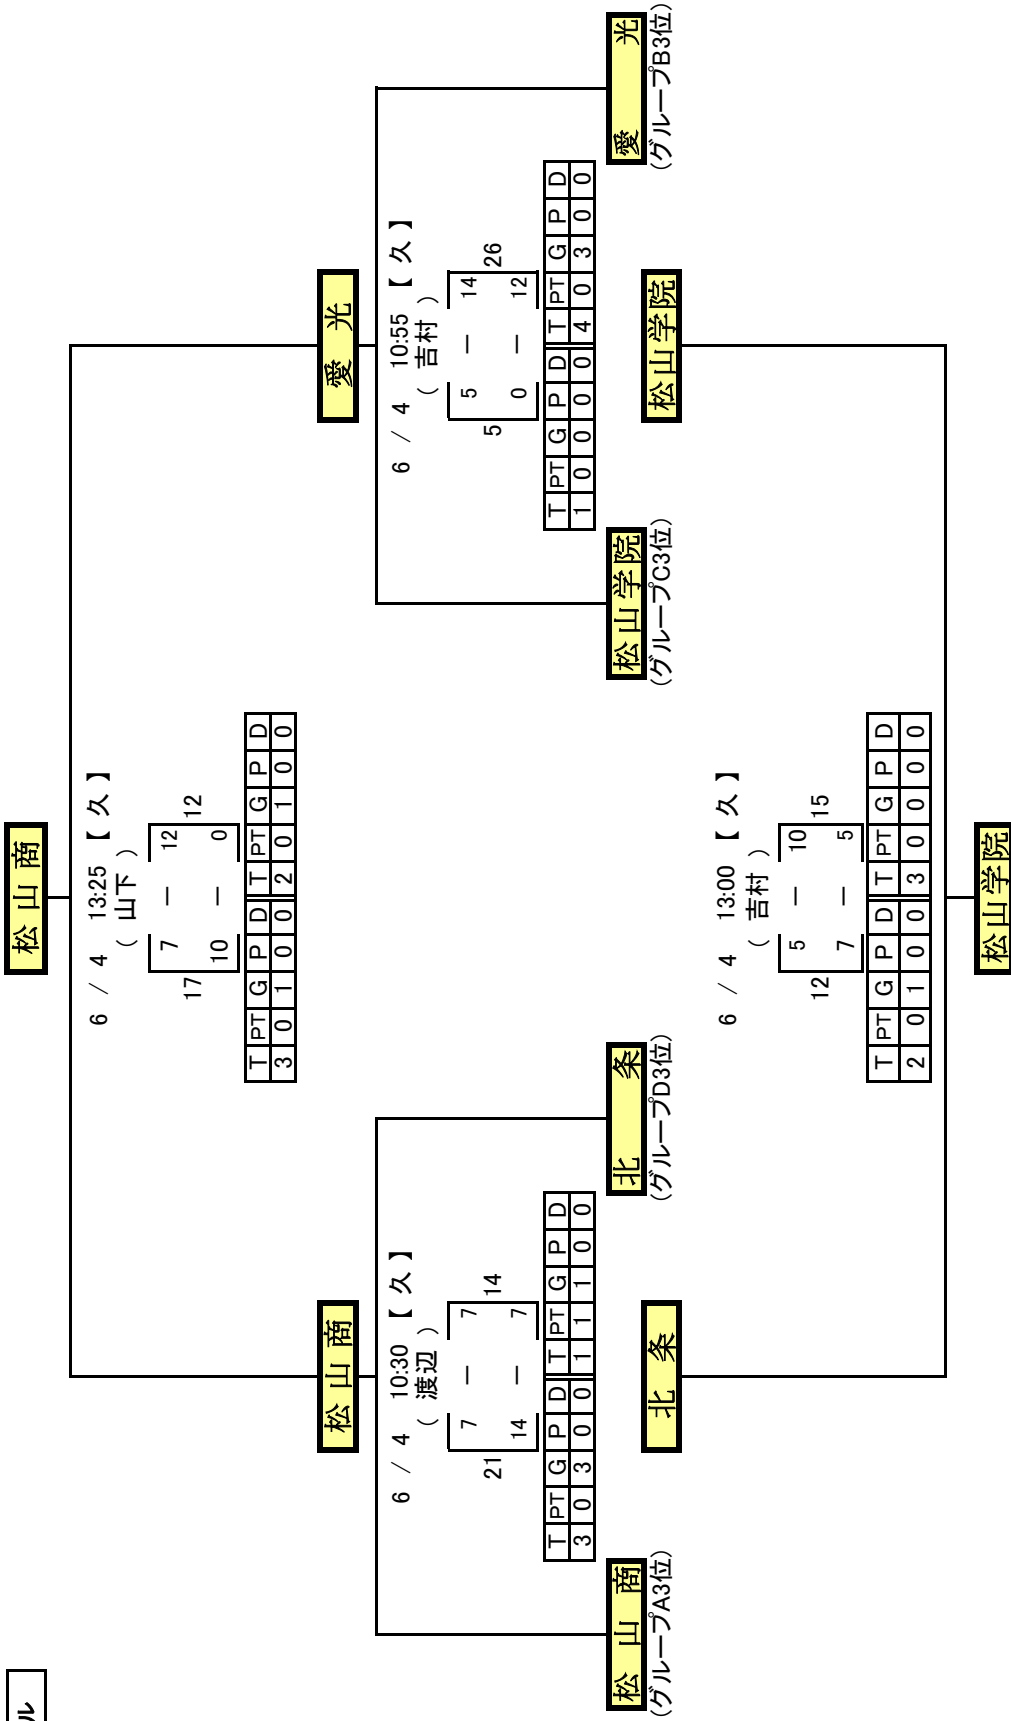 ル
松山商
6 / 4 13:25 【 久 】
( 山下 )
17 7 － 12 12
10 － 0
T PT G P D T PT G P D
3 0 1 0 0 2 0 1 0 0
松山商
愛光
6 / 4 10:30 【 久 】
( 渡辺 )
21 7 － 7 14
14 － 7
T PT G P D T PT G P D
3 0 3 0 0 1 1 1 0 0
6 / 4 10:55 【 久 】
( 吉村 )
5 5 － 14 26
0 － 12
T PT G P D T PT G P D
1 0 0 0 0 4 0 3 0 0
松山商
(グループA3位)
北条
(グループD3位)
松山学院
(グループC3位)
愛光
(グループB3位)
北条
松山学院
6 / 4 13:00 【 久 】
( 吉村 )
12 5 － 10 15
7 － 5
T PT G P D T PT G P D
2 0 1 0 0 3 0 0 0 0
松山学院